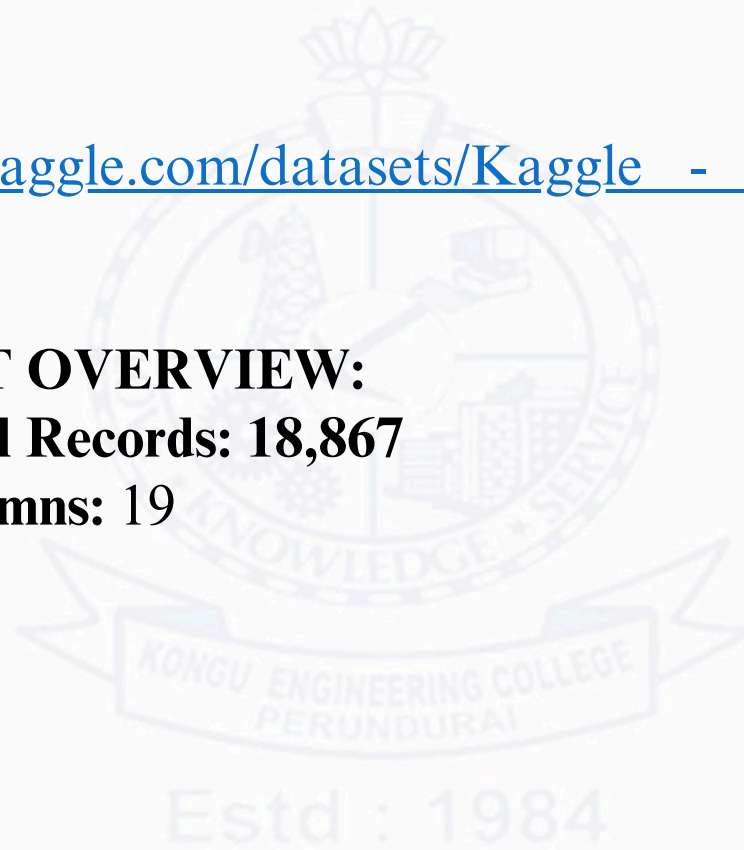 aggle.com/datasets/Kaggle -
T OVERVIEW:
l Records: 18,867
mns: 19
KNOWLEDGE * SERVICE
KONGU ENGINEERING COLLEGE
PERUNDURAI
Estd : 1984